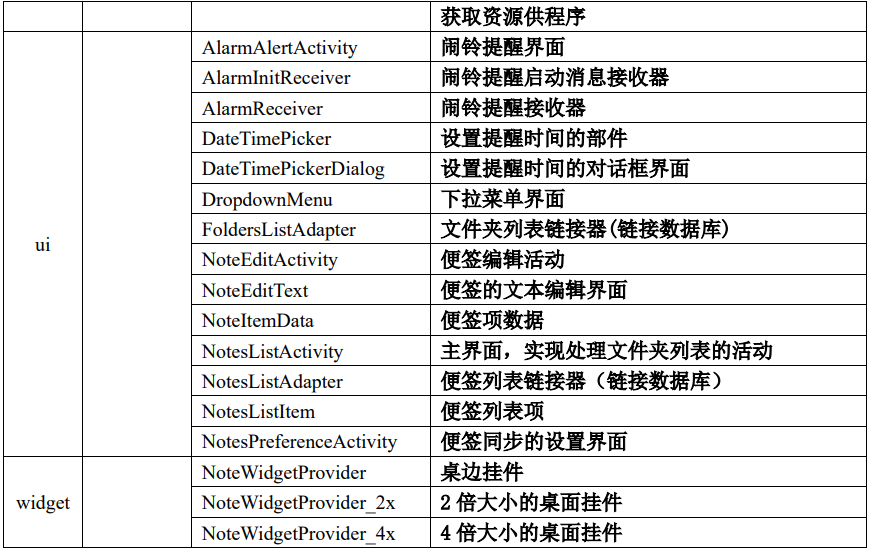 获取资源供程序
AlarmAlertActivity 闹铃提醒界面
AlarmInitReceiver 闹铃提醒启动消息接收器
AlarmReceiver 闹铃提醒接收器
DateTimePicker 设置提醒时间的部件
DateTimePickerDialog 设置提醒时间的对话框界面
DropdownMenu 下拉菜单界面
FoldersListAdapter 文件夹列表链接器(链接数据库)
ui NoteEditActivity 便签编辑活动
NoteEditText 便签的文本编辑界面
NoteItemData 便签项数据
NotesListActivity 主界面，实现处理文件夹列表的活动
NotesListAdapter 便签列表链接器（链接数据库）
NotesListItem 便签列表项
NotesPreferenceActivity 便签同步的设置界面
NoteWidgetProvider 桌边挂件
widget NoteWidgetProvider_2x 2 倍大小的桌面挂件
NoteWidgetProvider_4x 4 倍大小的桌面挂件